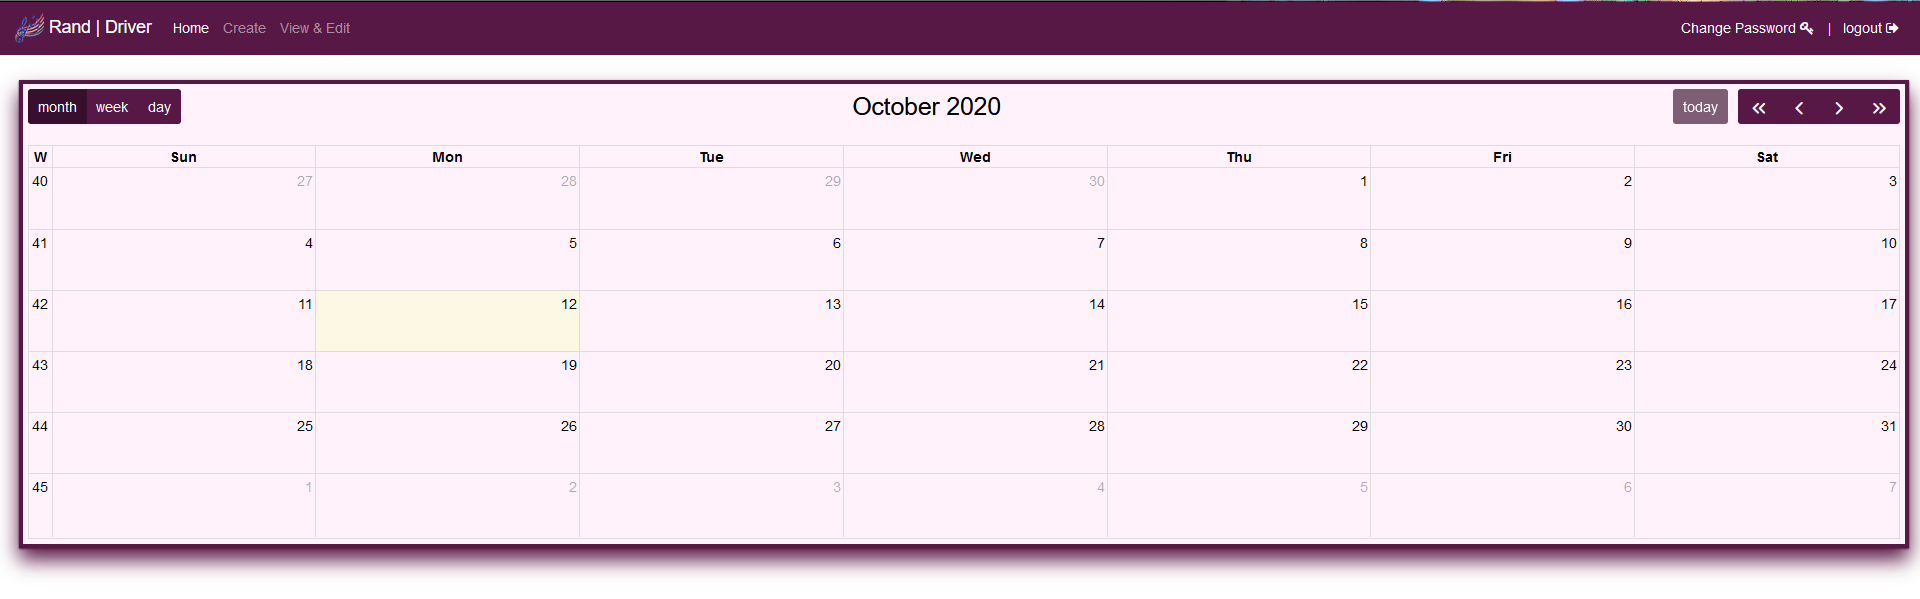 Rand | Driver Home Create View & Edit Change Password | logout
month week day October 2020 today
W Sun Mon Tue Wed Thu Fri Sat
40 27 28 29 30 1 2 3
41 4 5 6 7 8 9 10
42 11 12 13 14 15 16 17
43 18 19 20 21 22 23 24
44 25 26 27 28 29 30 31
45 1 2 3 4 5 6 7